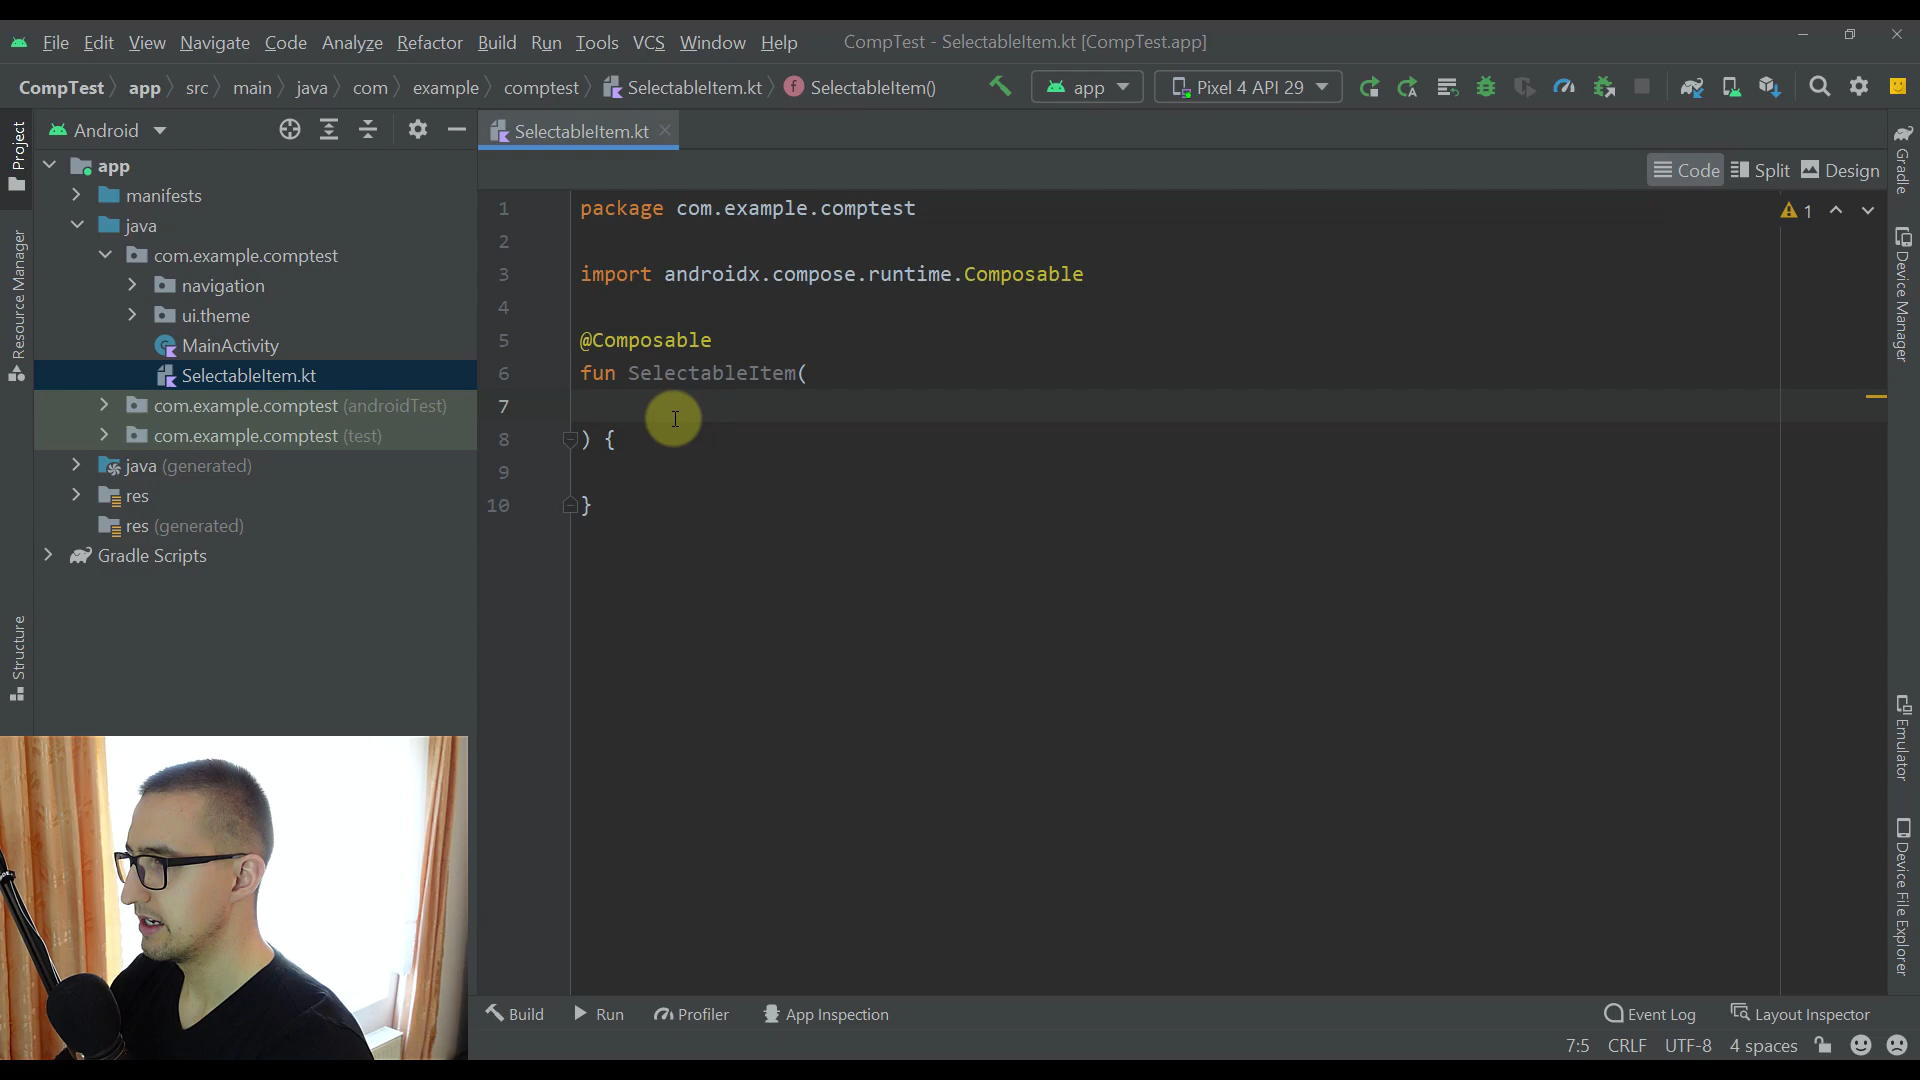 File Edit View Navigate Code Analyze Refactor Build Run Tools VCS Window Help CompTest - SelectableItem.kt [CompTest.app]
CompTest app src main java com example comptest SelectableItem.kt SelectableItem() app Pixel 4 API 29
Android
SelectableItem.kt
Code Split Design
app
manifests
java
com.example.comptest
navigation
ui.theme
MainActivity
SelectableItem.kt
com.example.comptest (androidTest)
com.example.comptest (test)
java (generated)
res
res (generated)
Gradle Scripts
Project
Resource Manager
Structure
1 package com.example.comptest
2
3 import androidx.compose.runtime.Composable
4
5 @Composable
6 fun SelectableItem(
7
8 ) {
9
10 }
1
Gradle
Device Manager
Emulator
Device File Explorer
Build Run Profiler App Inspection Event Log Layout Inspector
7:5 CRLF UTF-8 4 spaces